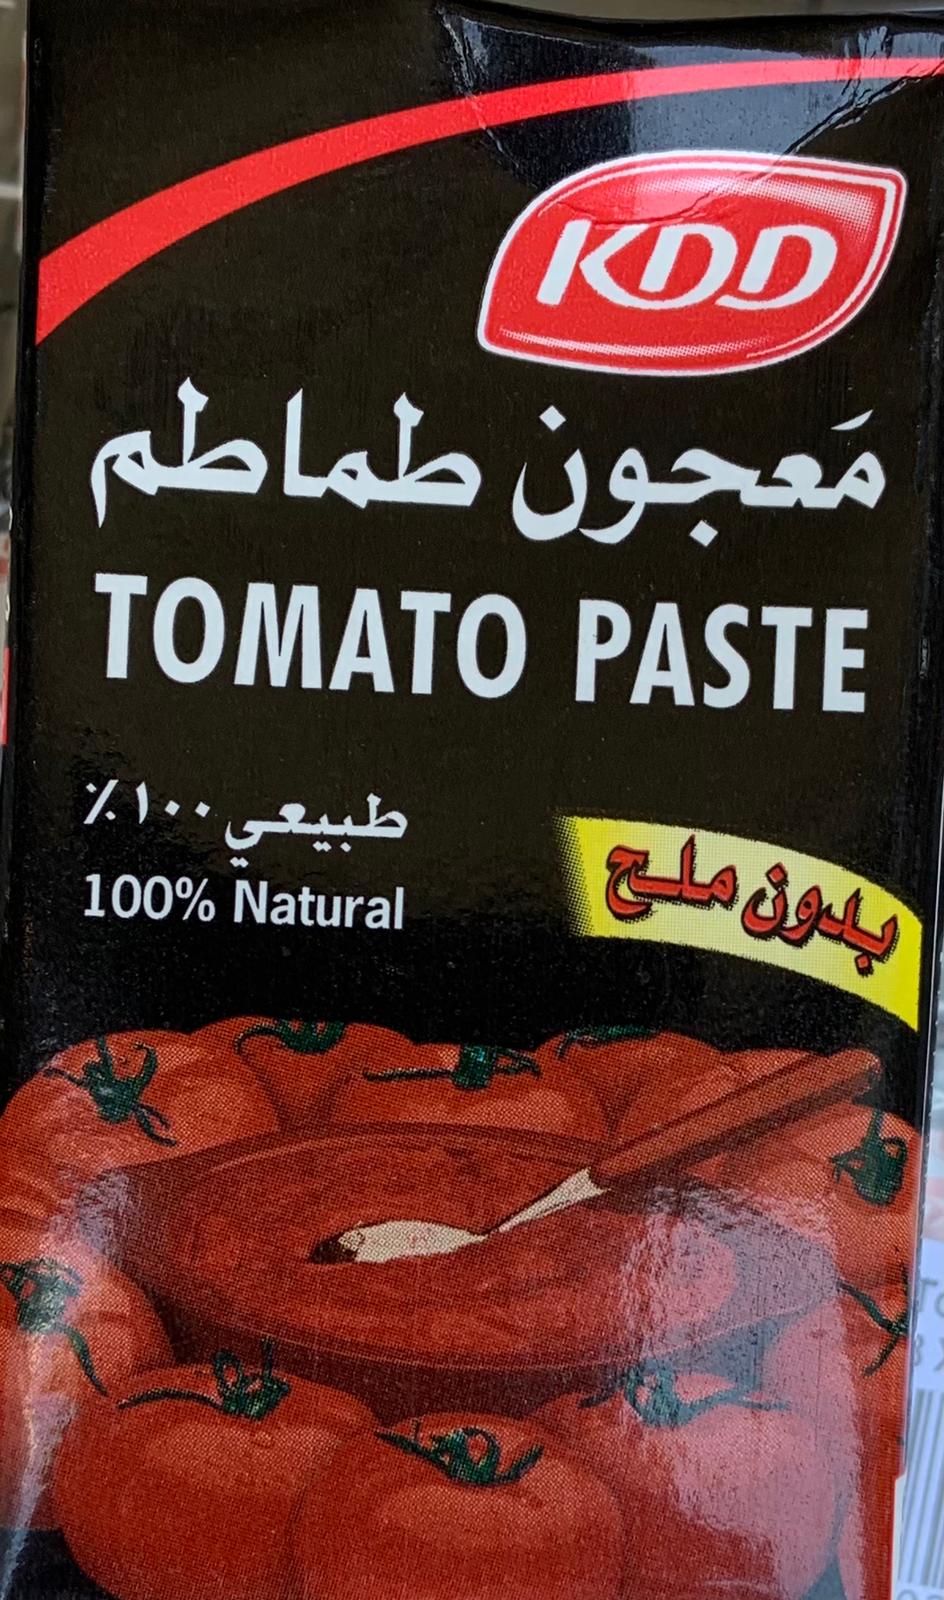 KDD
مَعجون طماطم
TOMATO PASTE
طبيعي ١٠٠٪
100% Natural
بدون ملح